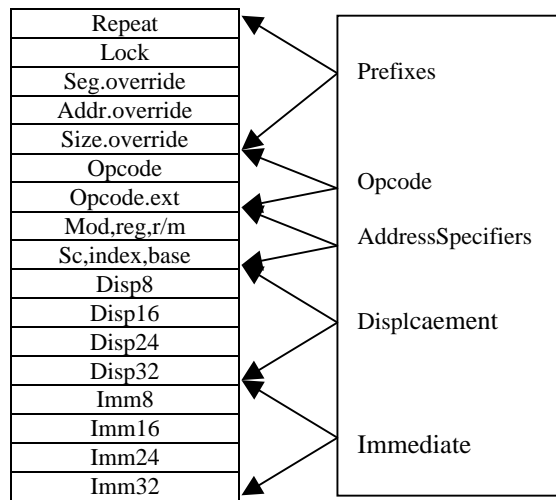 Repeat
Lock
Seg.override
Addr.override
Size.override
Opcode
Opcode.ext
Mod,reg,r/m
Sc,index,base
Disp8
Disp16
Disp24
Disp32
Imm8
Imm16
Imm24
Imm32
Prefixes
Opcode
AddressSpecifiers
Displcaement
Immediate